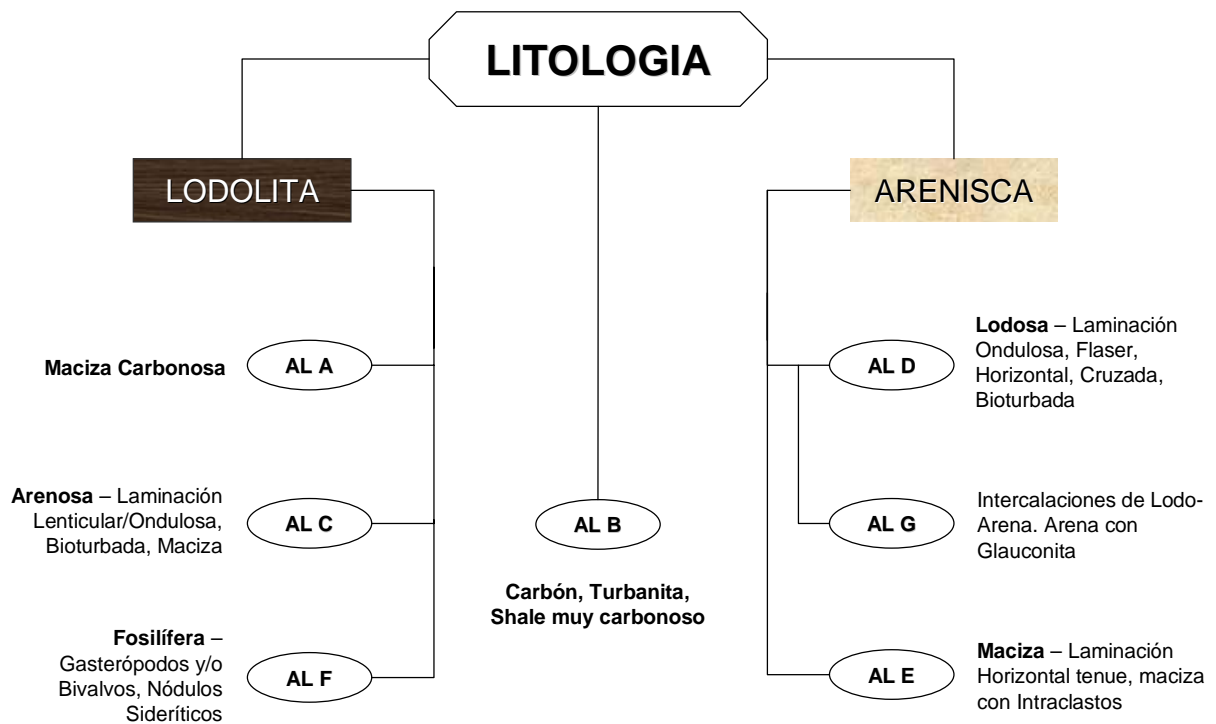 LITOLOGIA
LODOLITA
ARENISCA
Maciza Carbonosa
AL A
Arenosa – Laminación
Lenticular/Ondulosa,
Bioturbada, Maciza
AL C
Fosilífera –
Gasterópodos y/o
Bivalvos, Nódulos
Sideríticos
AL F
AL B
Carbón, Turbanita,
Shale muy carbonoso
AL D
Lodosa – Laminación
Ondulosa, Flaser,
Horizontal, Cruzada,
Bioturbada
AL G
Intercalaciones de Lodo-
Arena. Arena con
Glauconita
AL E
Maciza – Laminación
Horizontal tenue, maciza
con Intraclastos